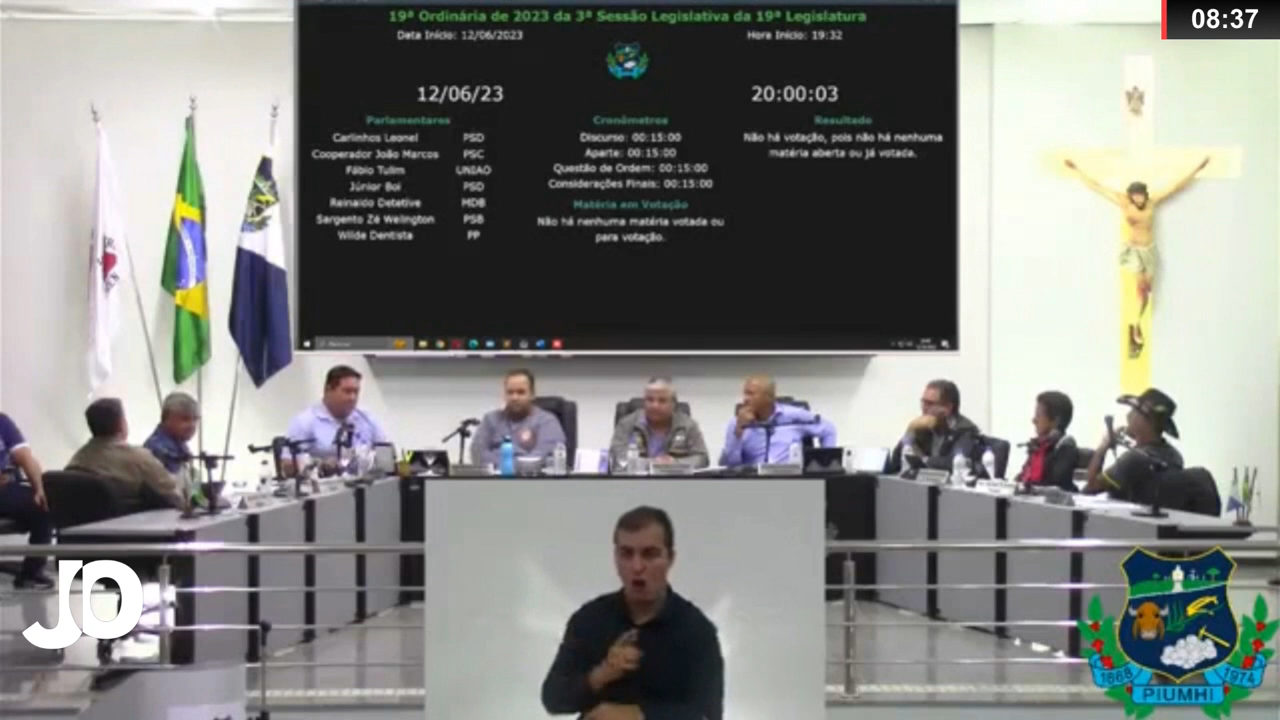 08:37
19ª Ordinária de 2023 da 3ª Sessão Legislativa da 19ª Legislatura
Data Início: 12/06/2023
Hora Início: 19:32
12/06/23
20:00:03
Parlamentares
Carlinhos Leonel PSD
Cooperador João Marcos PSC
Fábio Tulim UNIAO
Júnior Boi PSD
Reinaldo Detetive MDB
Sargento Zé Welington PSB
Wilde Dentista PP
Cronômetros
Discurso: 00:15:00
Aparte: 00:15:00
Questão de Ordem: 00:15:00
Considerações Finais: 00:15:00
Matéria em Votação
Não há nenhuma matéria votada ou
para votação.
Resultado
Não há votação, pois não há nenhuma
matéria aberta ou já votada.
JO
1868 1974
PIUMHI